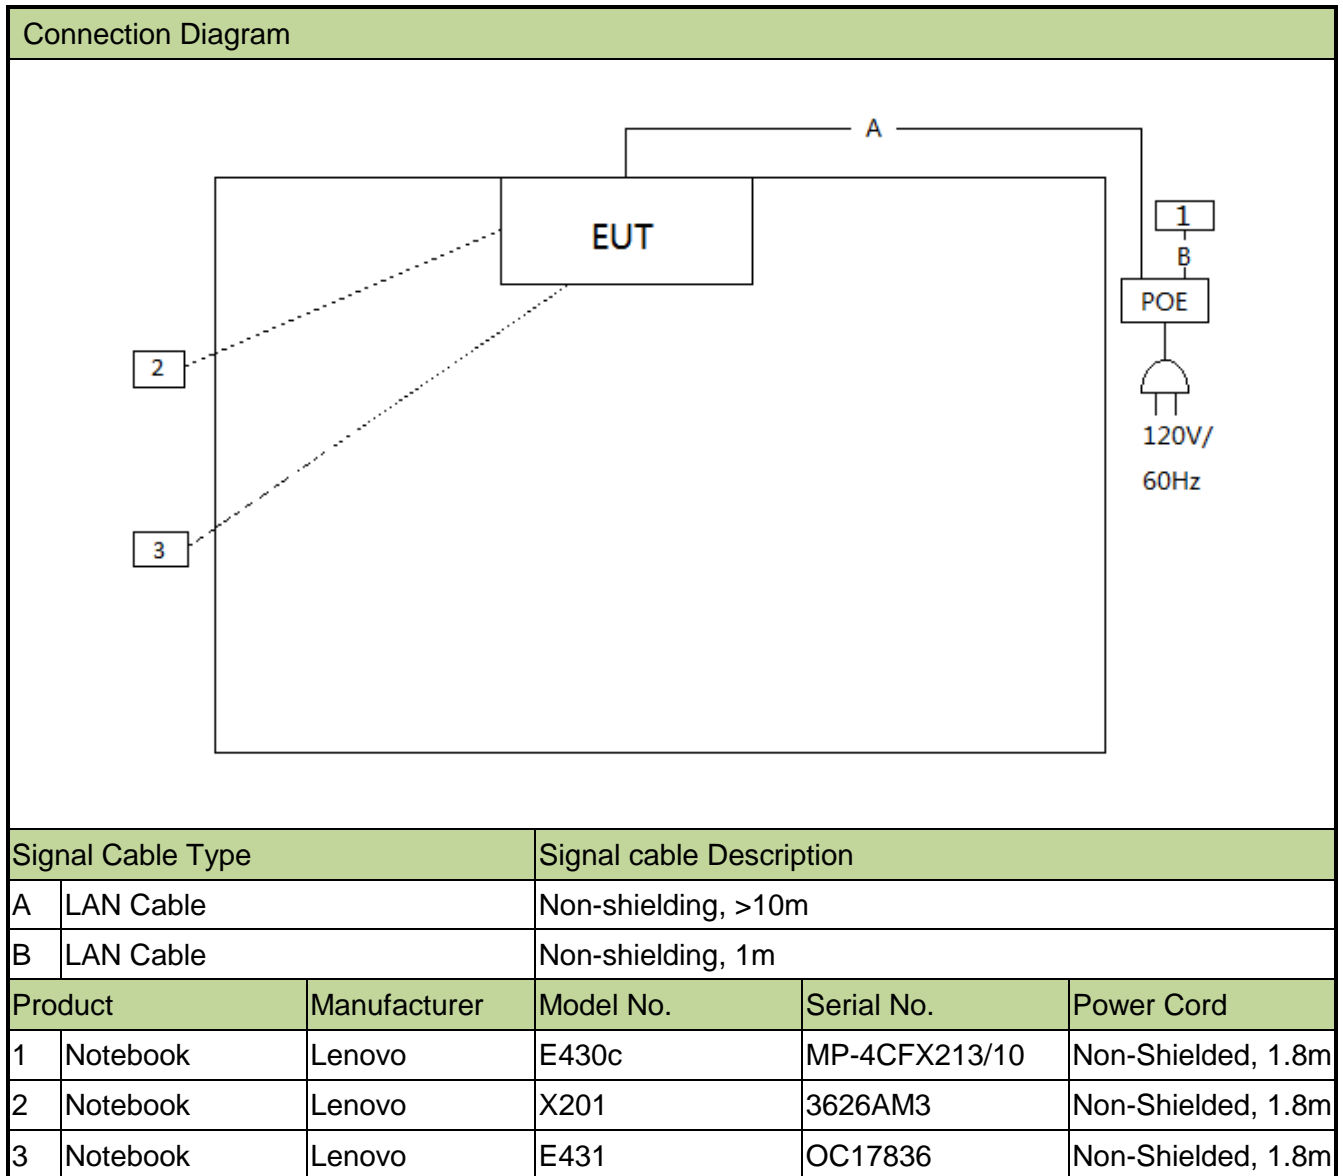 Connection Diagram
A
EUT
1
B
POE
2
120V/
60Hz
3
Signal Cable Type Signal cable Description
A LAN Cable Non-shielding, >10m
B LAN Cable Non-shielding, 1m
Product Manufacturer Model No. Serial No. Power Cord
1 Notebook Lenovo E430c MP-4CFX213/10 Non-Shielded, 1.8m
2 Notebook Lenovo X201 3626AM3 Non-Shielded, 1.8m
3 Notebook Lenovo E431 OC17836 Non-Shielded, 1.8m